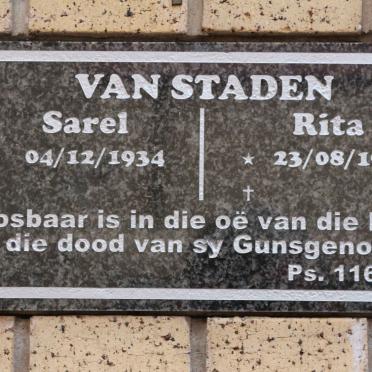 VAN STADEN
Sarel Rita
04/12/1934 23/08/19
osbaar is in die oë van die
die dood van sy Gunsgeno
Ps. 116